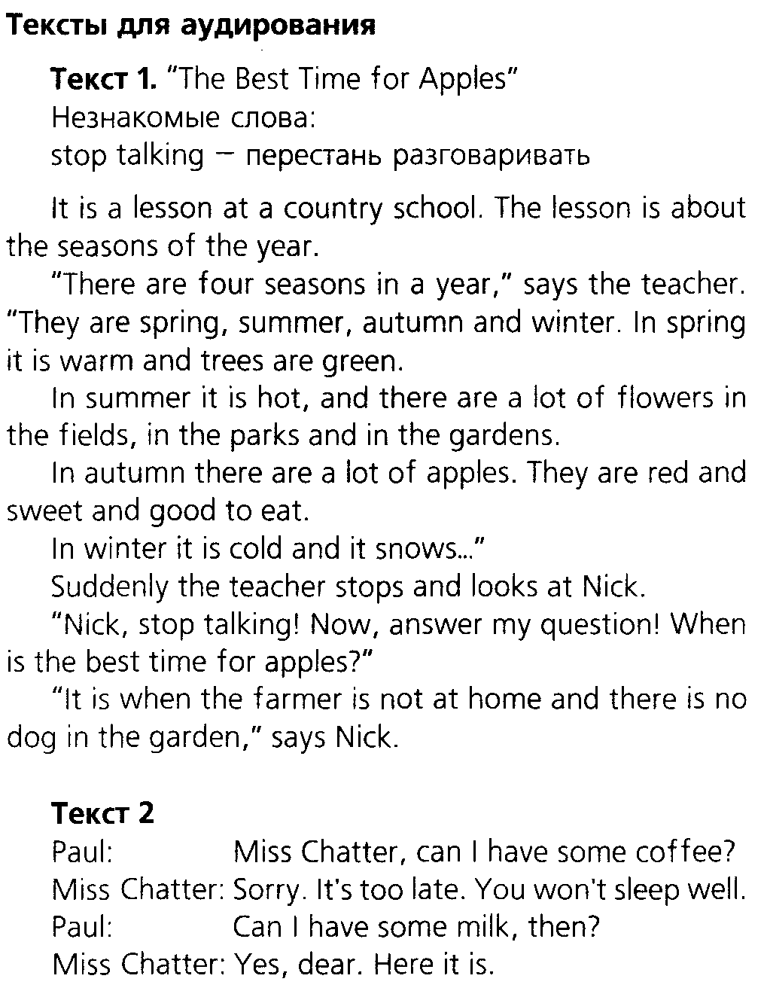 Тексты для аудирования
Текст 1. "The Best Time for Apples"
Незнакомые слова:
stop talking — перестань разговаривать
It is a lesson at a country school. The lesson is about
the seasons of the year.
"There are four seasons in a year," says the teacher.
"They are spring, summer, autumn and winter. In spring
it is warm and trees are green.
In summer it is hot, and there are a lot of flowers in
the fields, in the parks and in the gardens.
In autumn there are a lot of apples. They are red and
sweet and good to eat.
In winter it is cold and it snows..."
Suddenly the teacher stops and looks at Nick.
"Nick, stop talking! Now, answer my question! When
is the best time for apples?"
"It is when the farmer is not at home and there is no
dog in the garden," says Nick.
Текст 2
Paul: Miss Chatter, can I have some coffee?
Miss Chatter: Sorry. It's too late. You won't sleep well.
Paul: Can I have some milk, then?
Miss Chatter: Yes, dear. Here it is.